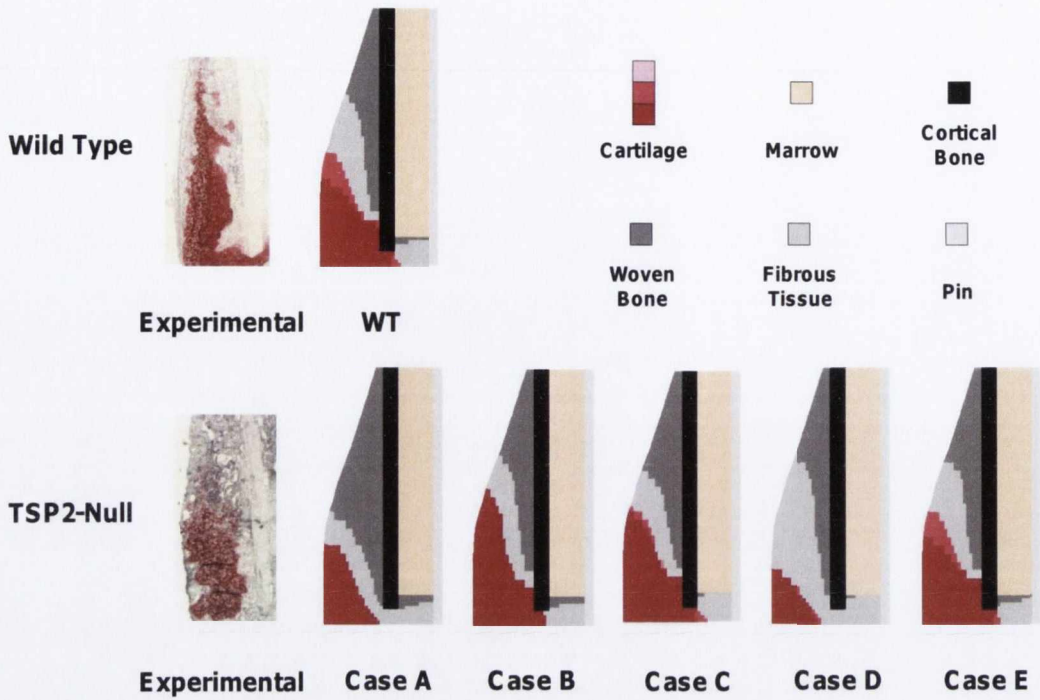 Wild Type
Cartilage
Marrow
Cortical
Bone
Woven
Bone
Fibrous
Tissue
Pin
Experimental
WT
TSP2-Null
Experimental
Case A
Case B
Case C
Case D
Case E